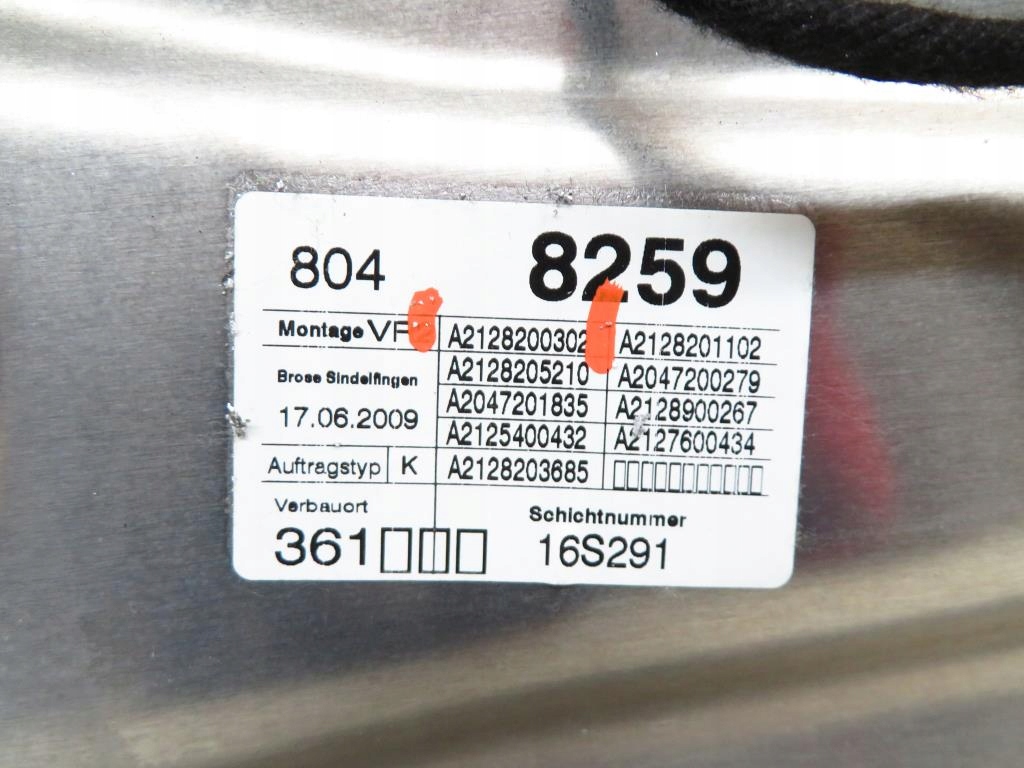 804 8259
Montage VF A2128200302 A2128201102
A2128205210 A2047200279
Brose Sindelfingen
A2047201835 A2128900267
17.06.2009
A2125400432 A2127600434
Auftragstyp K A2128203685 □□□□□□□□□□□
Verbauort Schichtnummer
361□□□ 16S291